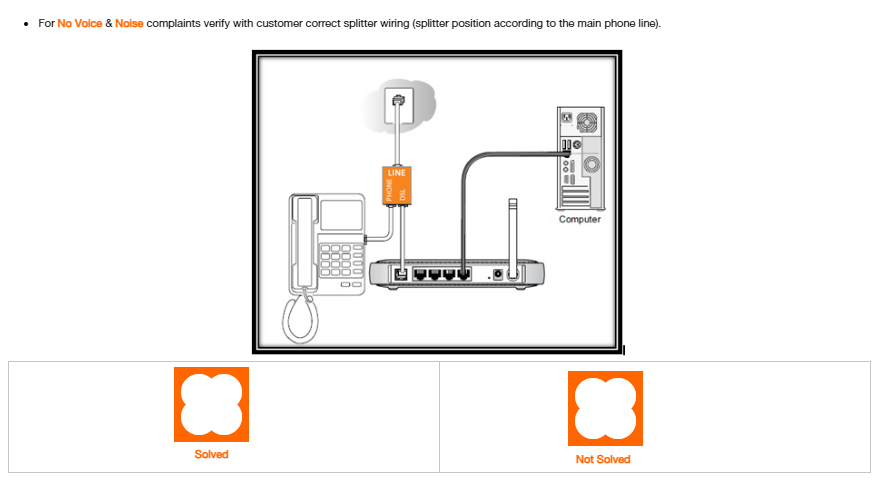 For No Voice & Noise complaints verify with customer correct splitter wiring (splitter position according to the main phone line).
LINE
PHONE
DSL
Computer
Solved
Not Solved